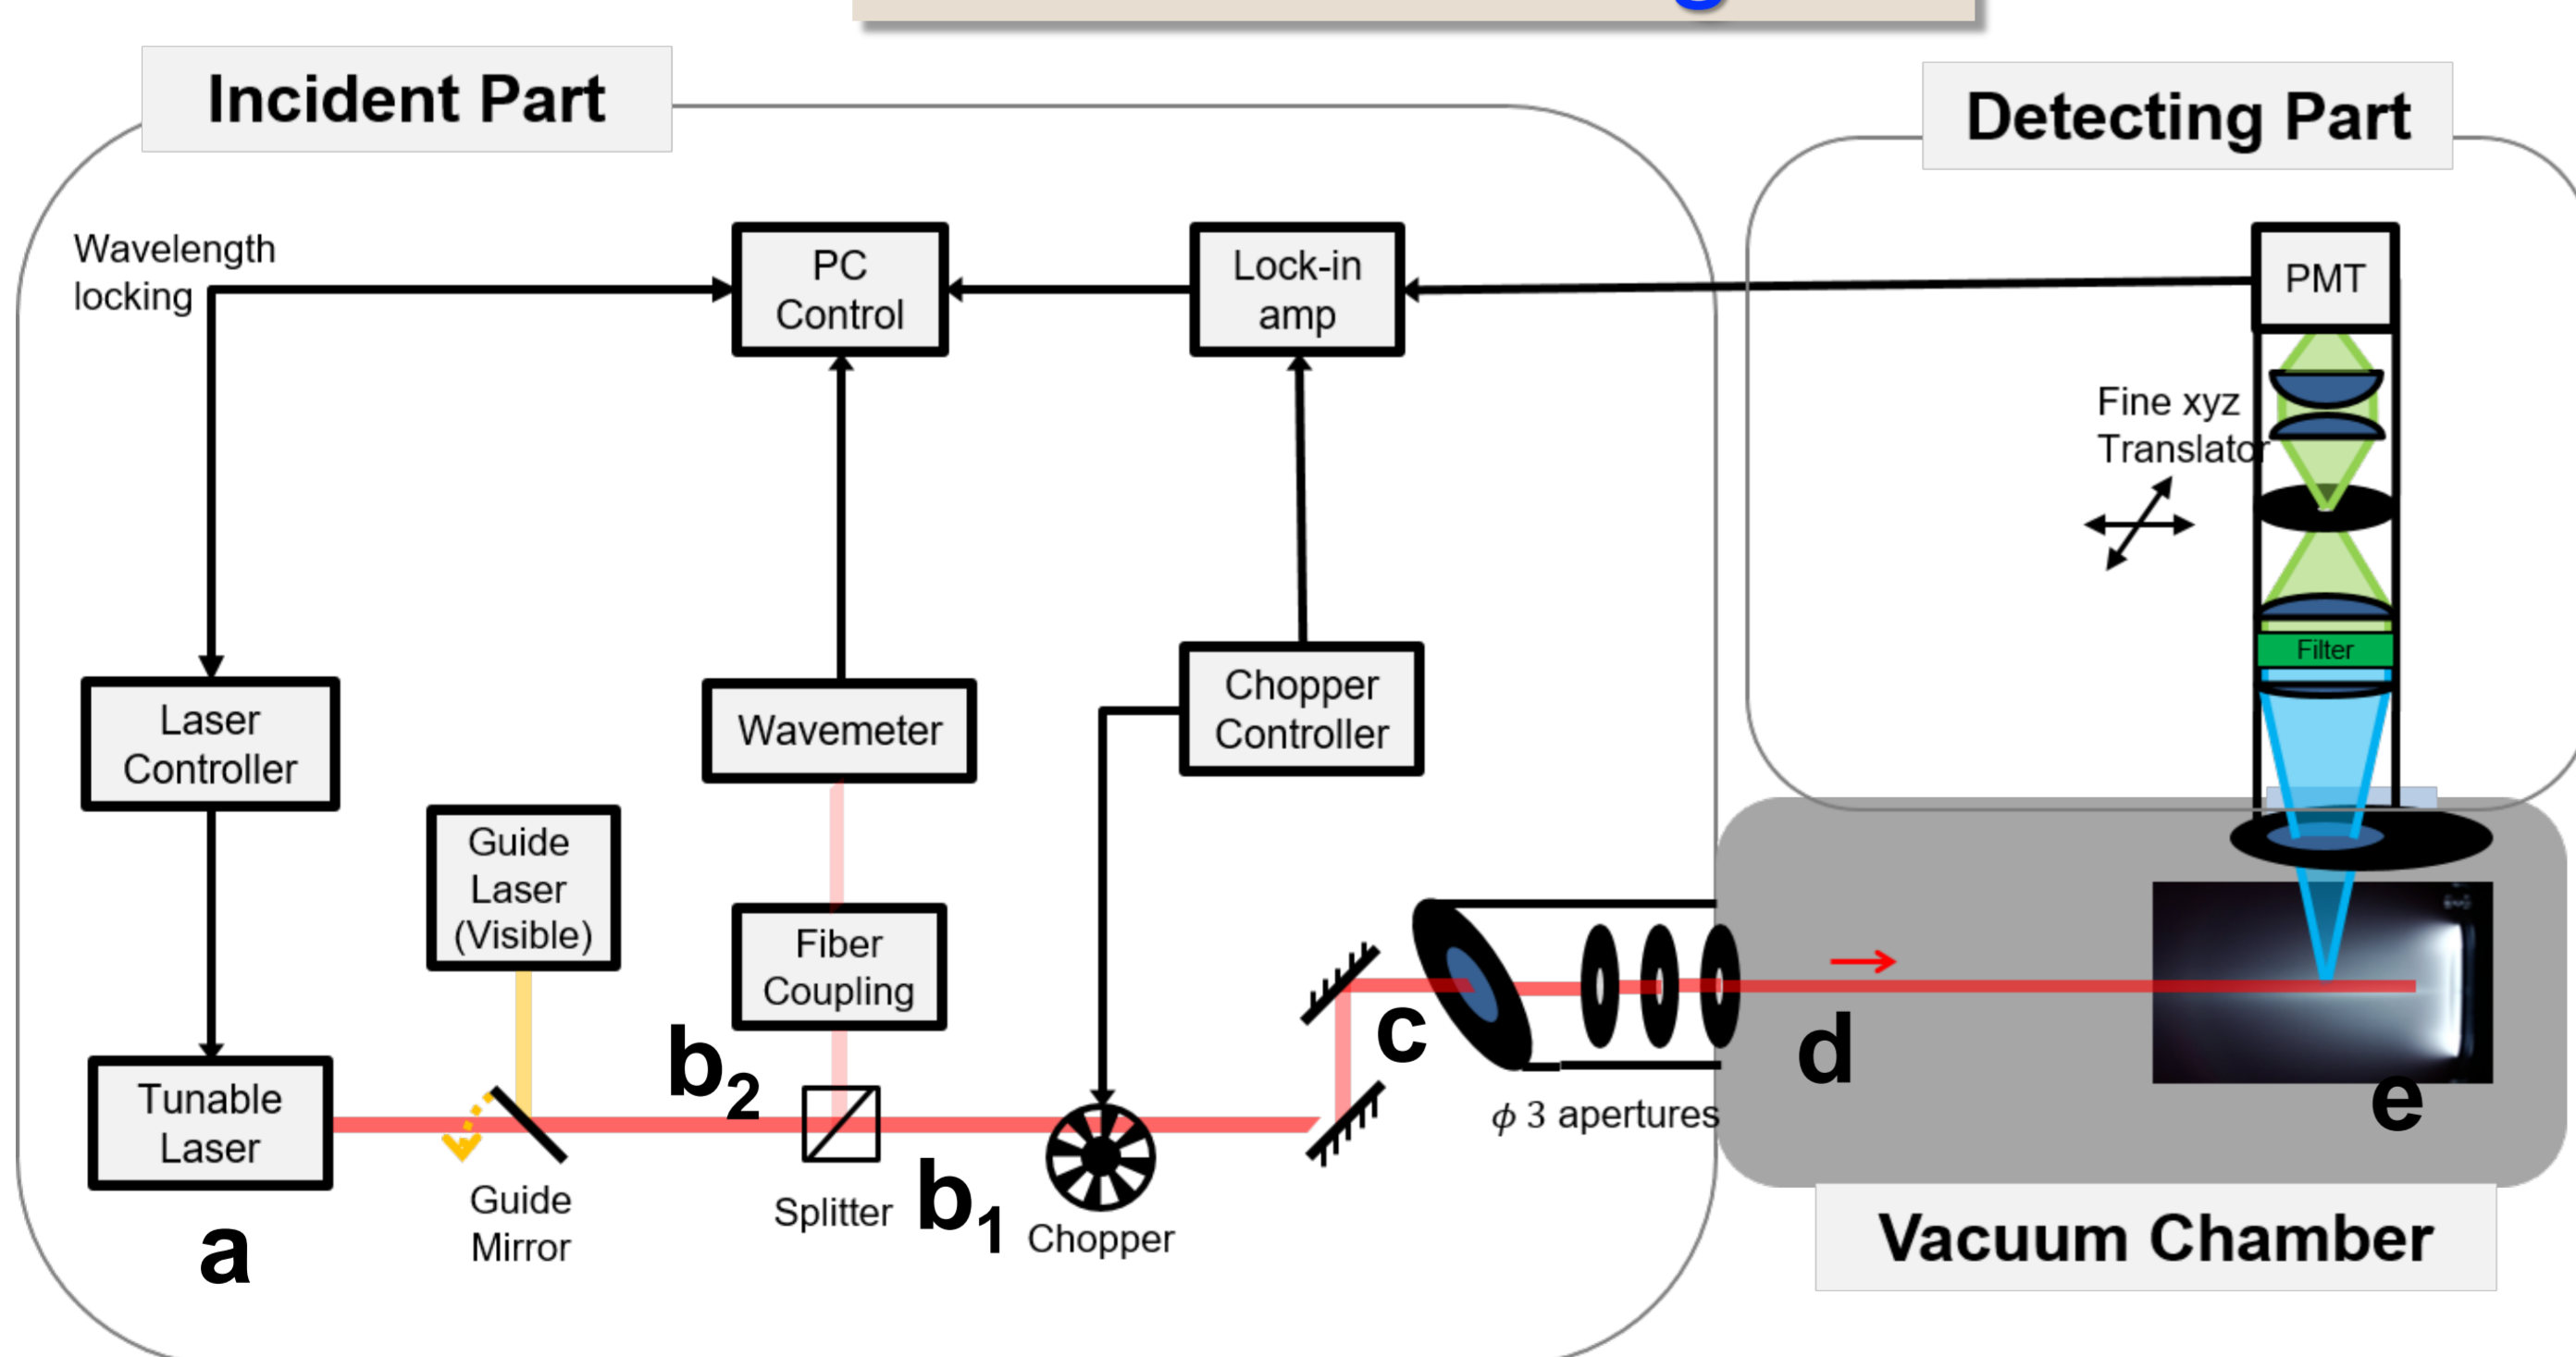 Incident Part
Detecting Part
Wavelength
locking
PC
Control
Lock-in
amp
PMT
Fine xyz
Translator
Filter
Laser
Controller
Wavemeter
Chopper
Controller
Guide
Laser
(Visible)
Fiber
Coupling
Tunable
Laser
a
Guide
Mirror
b₂
Splitter
b₁
Chopper
c
ϕ 3 apertures
d
e
Vacuum Chamber